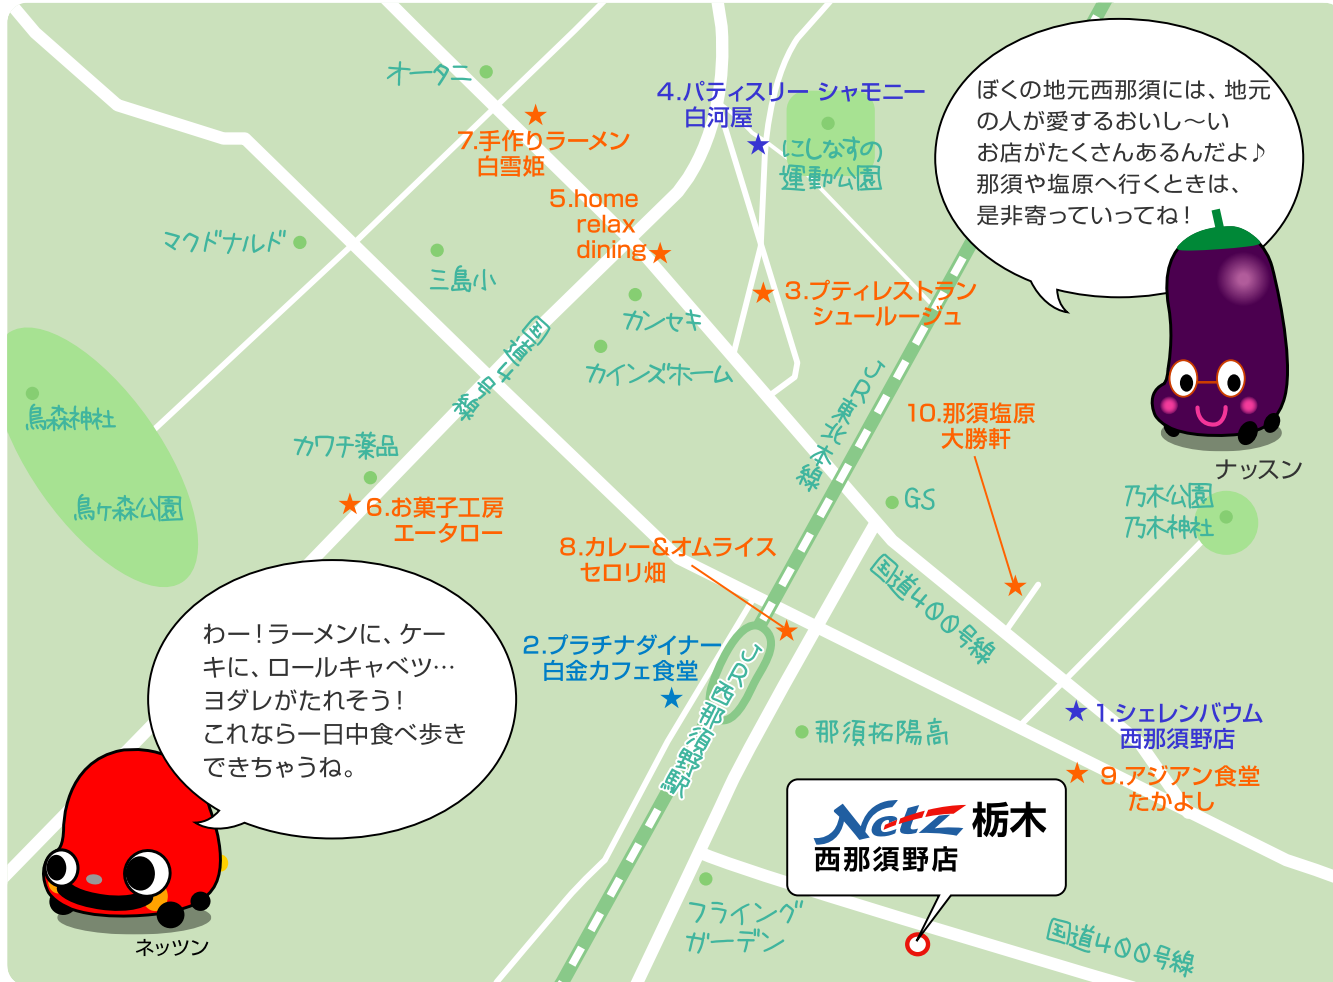 オータニ
4.パティスリー シャモニー
白河屋
ぼくの地元西那須には、地元
の人が愛するおいし〜い
お店がたくさんあるんだよ♪
那須や塩原へ行くときは、
是非寄っていってね！
7.手作りラーメン
白雪姫
にしなすの
運動公園
5.home
relax
dining
マクドナルド
三島小
3.プティレストラン
シュールージュ
カンセキ
カインズホーム
国道4号線
JR東北本線
烏森神社
烏ヶ森公園
カワチ薬品
10.那須塩原
大勝軒
ナッスン
GS
乃木公園
乃木神社
6.お菓子工房
エータロー
8.カレー&オムライス
セロリ畑
国道400号線
わー！ラーメンに、ケー
キに、ロールキャベツ…
ヨダレがたれそう！
これなら一日中食べ歩き
できちゃうね。
2.プラチナダイナー
白金カフェ食堂
JR西那須野駅
那須拓陽高
1.シェレンバウム
西那須野店
9.アジアン食堂
たかよし
Netz 栃木
西那須野店
フライング
ガーデン
国道400号線
ネッツン